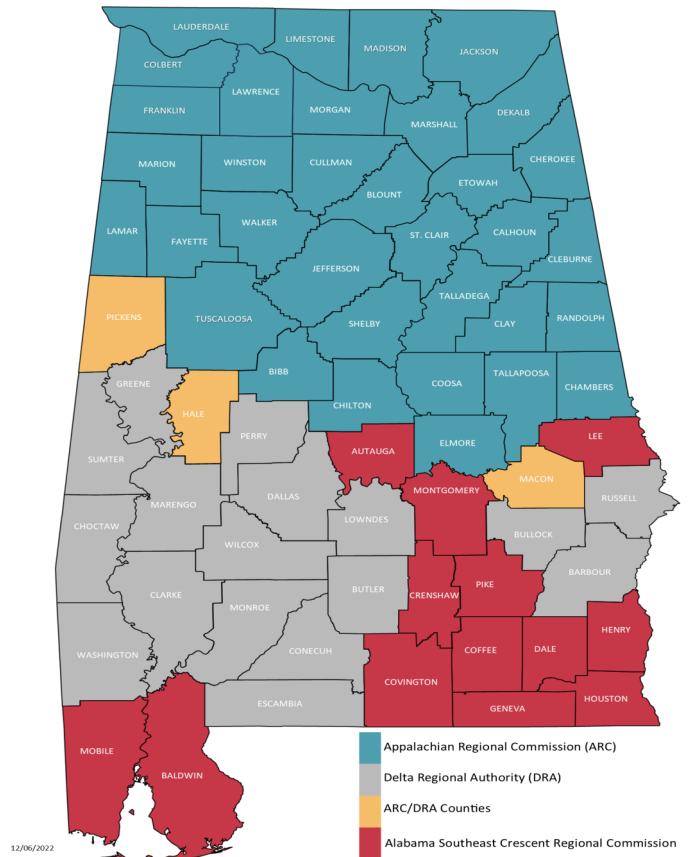 LAUDERDALE
LIMESTONE
MADISON
JACKSON
COLBERT
LAWRENCE
FRANKLIN
MORGAN
MARSHALL
DEKALB
MARION
WINSTON
CULLMAN
CHEROKEE
ETOWAH
BLOUNT
LAMAR
FAYETTE
WALKER
ST. CLAIR
CALHOUN
CLEBURNE
JEFFERSON
TALLADEGA
PICKENS
TUSCALOOSA
SHELBY
CLAY
RANDOLPH
BIBB
GREENE
COOSA
TALLAPOOSA
CHAMBERS
CHILTON
HALE
PERRY
ELMORE
LEE
AUTAUGA
SUMTER
MACON
MONTGOMERY
DALLAS
RUSSELL
MARENGO
CHOCTAW
LOWNDES
BULLOCK
WILCOX
BARBOUR
CLARKE
BUTLER
CRENSHAW
PIKE
MONROE
HENRY
WASHINGTON
CONECUH
COFFEE
DALE
COVINGTON
ESCAMBIA
HOUSTON
GENEVA
MOBILE
BALDWIN
Appalachian Regional Commission (ARC)
Delta Regional Authority (DRA)
ARC/DRA Counties
Alabama Southeast Crescent Regional Commission
12/06/2022